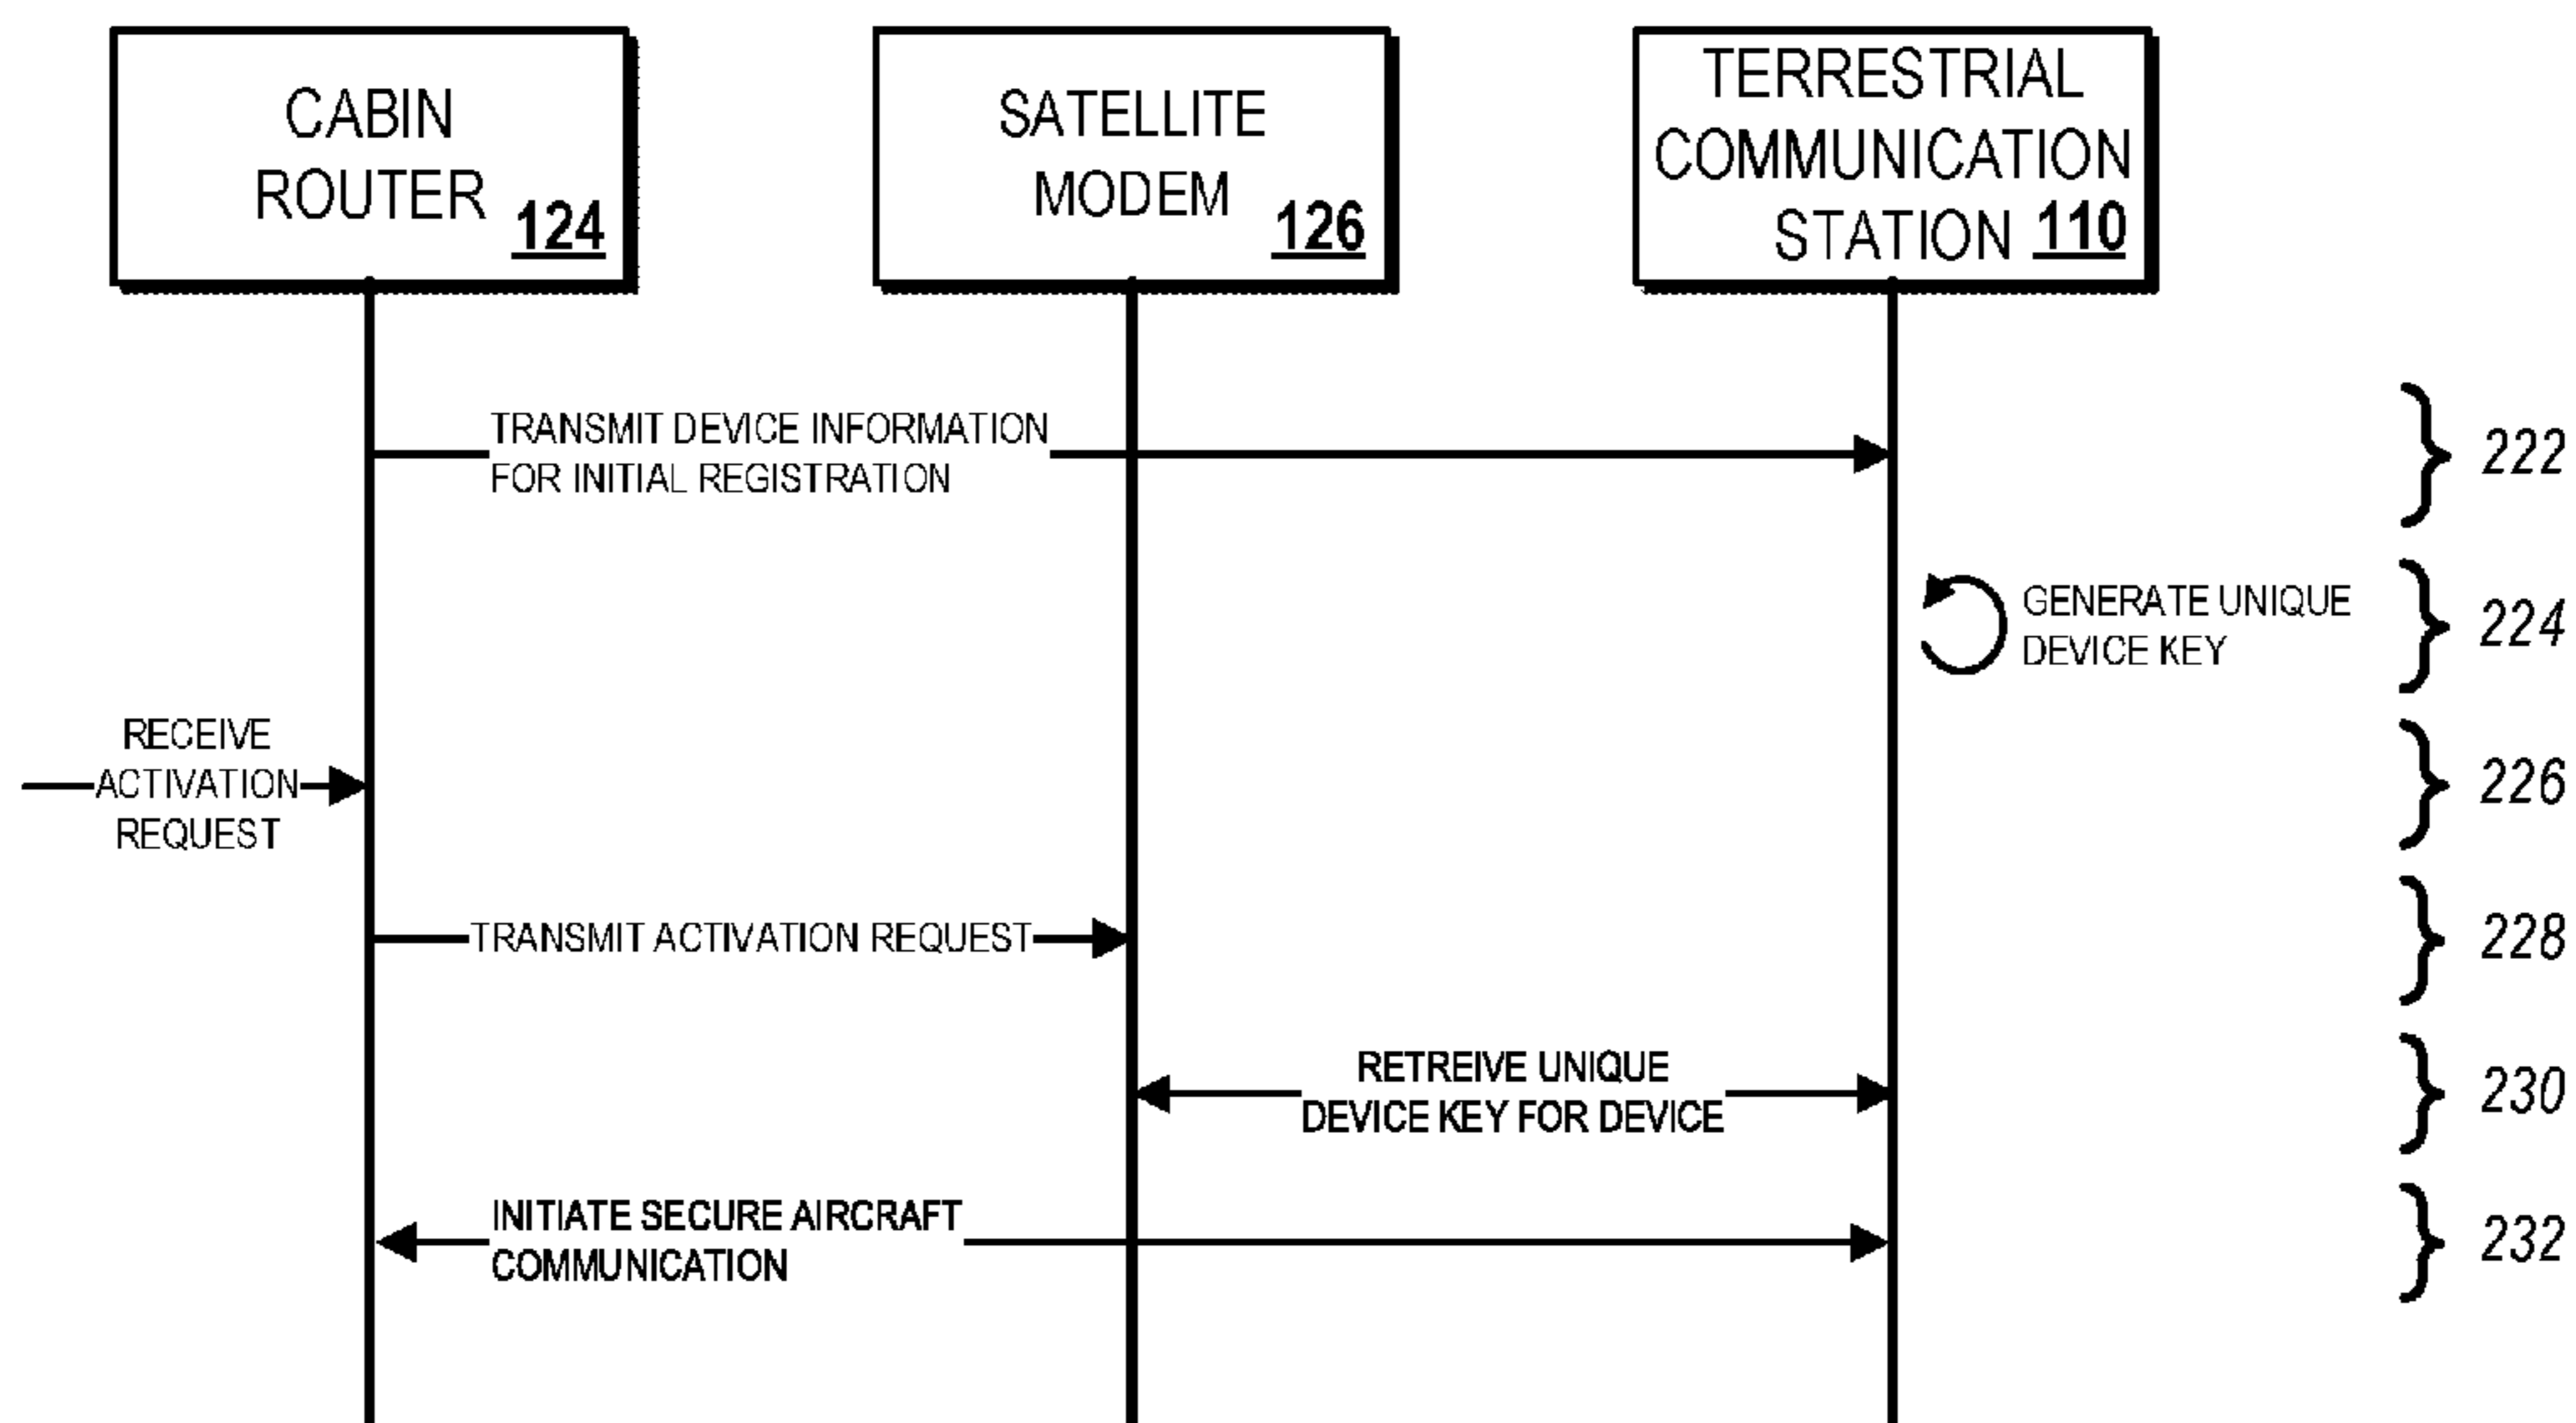 CABIN
ROUTER 124
SATELLITE
MODEM 126
TERRESTRIAL
COMMUNICATION
STATION 110
TRANSMIT DEVICE INFORMATION
FOR INITIAL REGISTRATION
222
GENERATE UNIQUE
DEVICE KEY
224
RECEIVE
ACTIVATION
REQUEST
226
TRANSMIT ACTIVATION REQUEST
228
RETREIVE UNIQUE
DEVICE KEY FOR DEVICE
230
INITIATE SECURE AIRCRAFT
COMMUNICATION
232